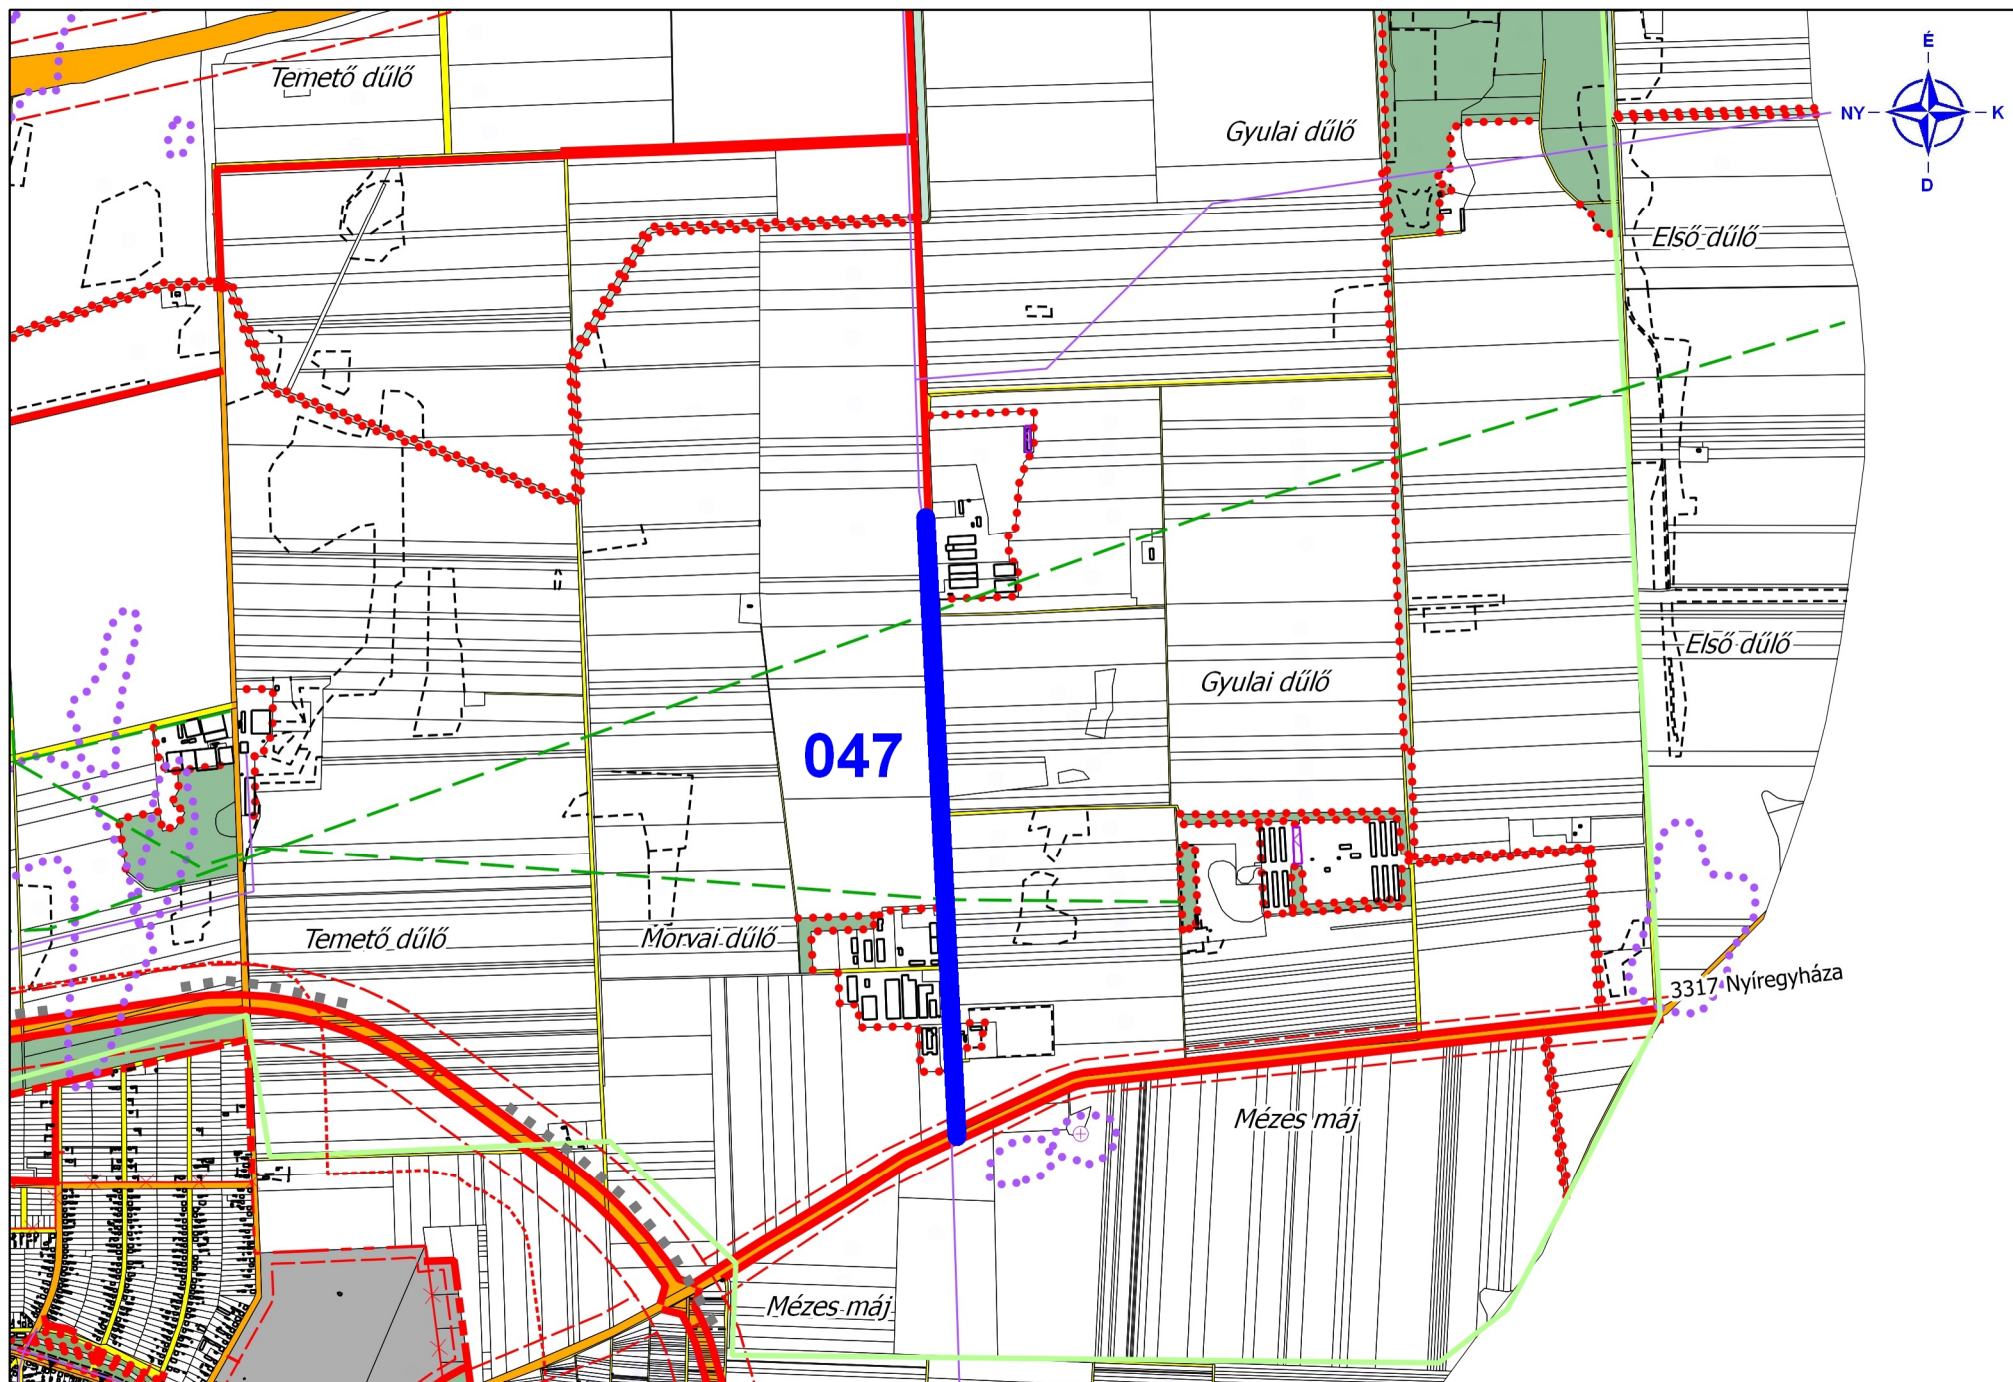 É
Temető dűlő
NY
K
Gyulai dűlő
D
Első dűlő
Első dűlő
Gyulai dűlő
047
Temető dűlő
Morvai dűlő
3317 Nyíregyháza
Mézes máj
Mézes máj